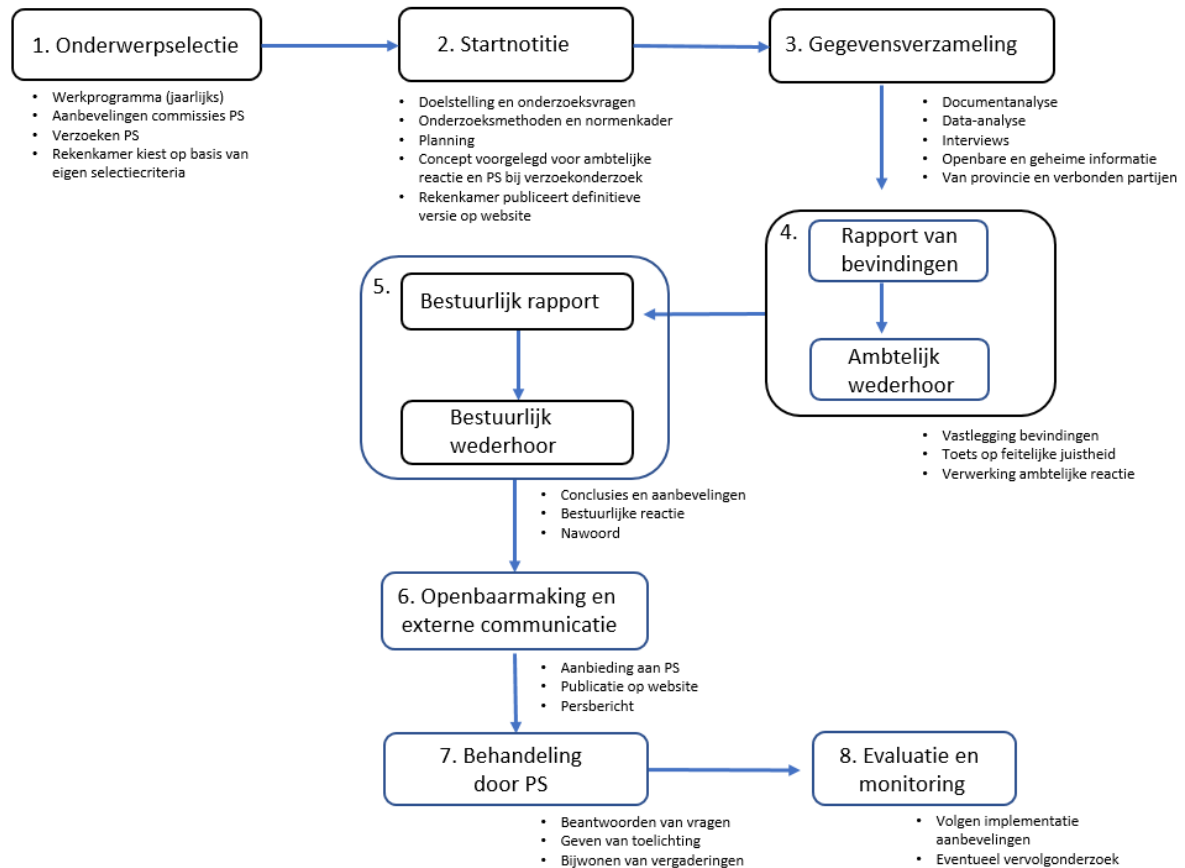 1. Onderwerpselectie
• Werkprogramma (jaarlijks)
• Aanbevelingen commissies PS
• Verzoeken PS
• Rekenkamer kiest op basis van
eigen selectiecriteria
2. Startnotitie
• Doelstelling en onderzoeksvragen
• Onderzoeksmethoden en normenkader
• Planning
• Concept voorgelegd voor ambtelijke
reactie en PS bij verzoekonderzoek
• Rekenkamer publiceert definitieve
versie op website
3. Gegevensverzameling
• Documentanalyse
• Data-analyse
• Interviews
• Openbare en geheime informatie
• Van provincie en verbonden partijen
4.
Rapport van
bevindingen
Ambtelijk
wederhoor
• Vastlegging bevindingen
• Toets op feitelijke juistheid
• Verwerking ambtelijke reactie
5.
Bestuurlijk rapport
Bestuurlijk
wederhoor
• Conclusies en aanbevelingen
• Bestuurlijke reactie
• Nawoord
6. Openbaarmaking en
externe communicatie
• Aanbieding aan PS
• Publicatie op website
• Persbericht
7. Behandeling
door PS
• Beantwoorden van vragen
• Geven van toelichting
• Bijwonen van vergaderingen
8. Evaluatie en
monitoring
• Volgen implementatie
aanbevelingen
• Eventueel vervolgonderzoek